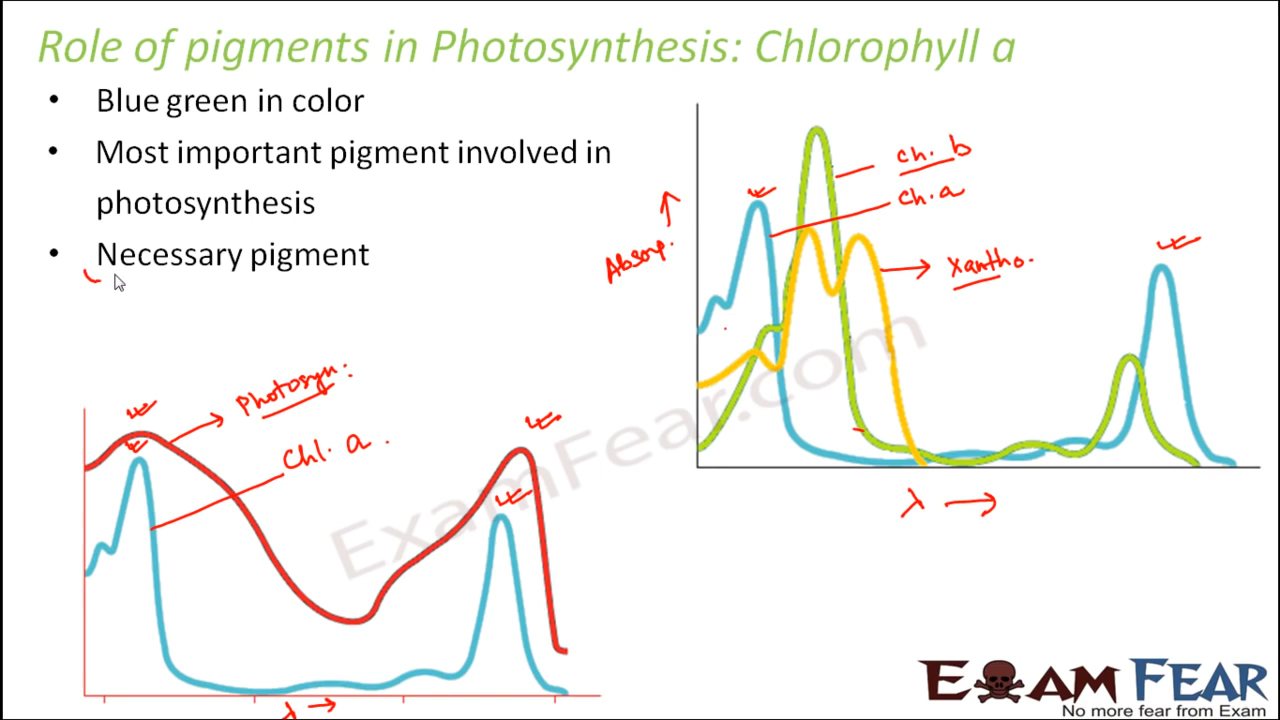 Role of pigments in Photosynthesis: Chlorophyll a
• Blue green in color
• Most important pigment involved in
photosynthesis
• Necessary pigment
ch. b
ch. a
Absorp.
Xantho.
λ →
Photosyn:
Chl. a.
λ →
ExamFear.com
EXAM FEAR
No more fear from Exam